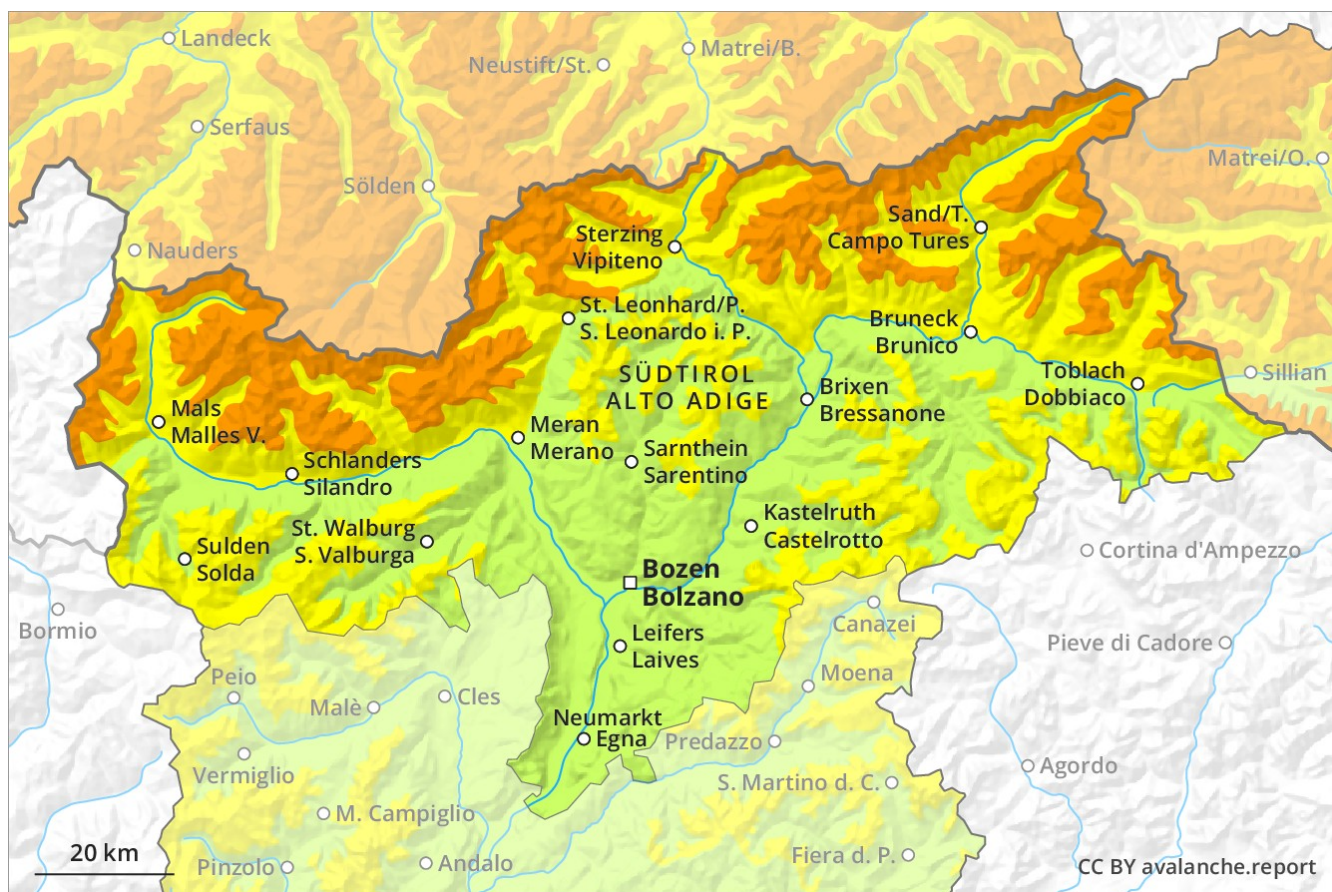 Landeck
Matrei/B.
Neustift/St.
Serfaus
Matrei/O.
Sölden
Nauders
Sand/T.
Campo Tures
Sterzing
Vipiteno
St. Leonhard/P.
S. Leonardo i. P.
Bruneck
Brunico
SÜDTIROL
ALTO ADIGE
Toblach
Dobbiaco
Sillian
Brixen
Bressanone
Mals
Malles V.
Meran
Merano
Sarnthein
Sarentino
Schlanders
Silandro
St. Walburg
S. Valburga
Kastelruth
Castelrotto
Sulden
Solda
Cortina d'Ampezzo
Bozen
Bolzano
Bormio
Canazei
Leifers
Laives
Pieve di Cadore
Peio
Moena
Malè
Cles
Neumarkt
Egna
Predazzo
Vermiglio
Agordo
S. Martino d. C.
M. Campiglio
20 km
Pinzolo
Andalo
Fiera d. P.
CC BY avalanche.report